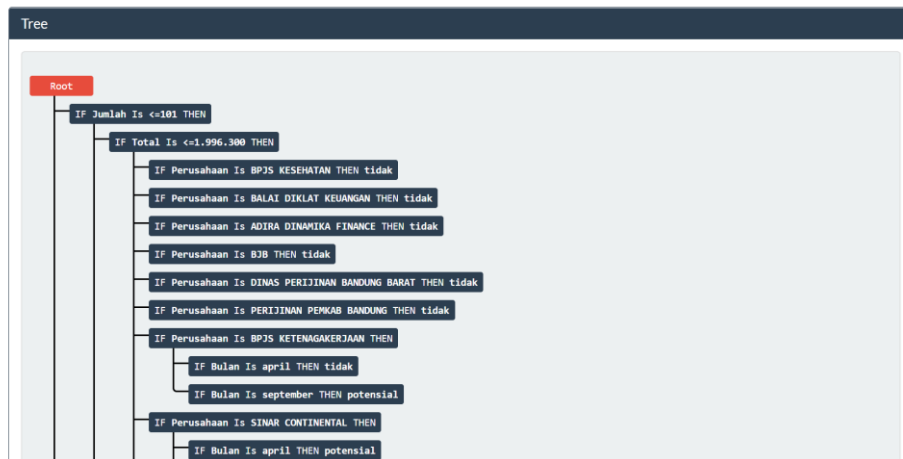 Tree
Root
IF Jumlah Is <=101 THEN
IF Total Is <=1.996.300 THEN
IF Perusahaan Is BPJS KESEHATAN THEN tidak
IF Perusahaan Is BALAI DIKLAT KEUANGAN THEN tidak
IF Perusahaan Is ADIRA DINAMIKA FINANCE THEN tidak
IF Perusahaan Is BJB THEN tidak
IF Perusahaan Is DINAS PERIJINAN BANDUNG BARAT THEN tidak
IF Perusahaan Is PERIJINAN PEMKAB BANDUNG THEN tidak
IF Perusahaan Is BPJS KETENAGAKERJAAN THEN
IF Bulan Is april THEN tidak
IF Bulan Is september THEN potensial
IF Perusahaan Is SINAR CONTINENTAL THEN
IF Bulan Is april THEN potensial